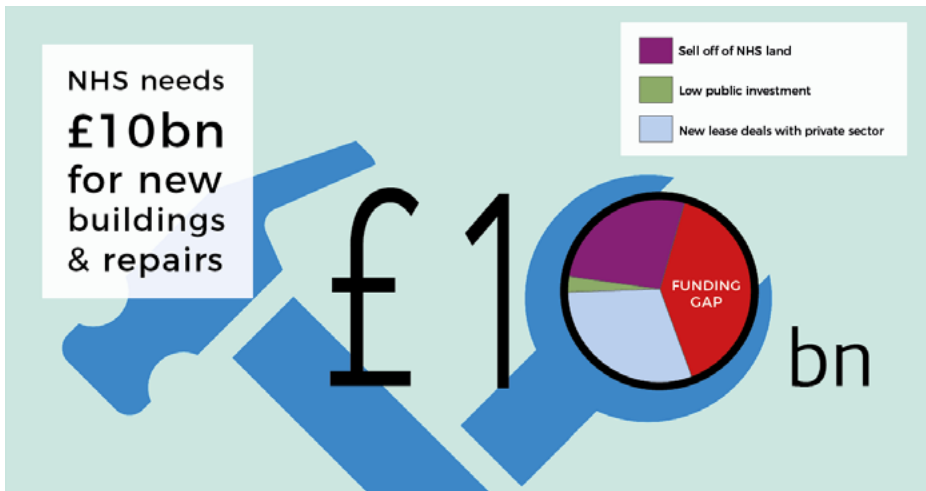 NHS needs
£10bn
for new
buildings
& repairs
Sell off of NHS land
Low public investment
New lease deals with private sector
£10 bn
FUNDING
GAP